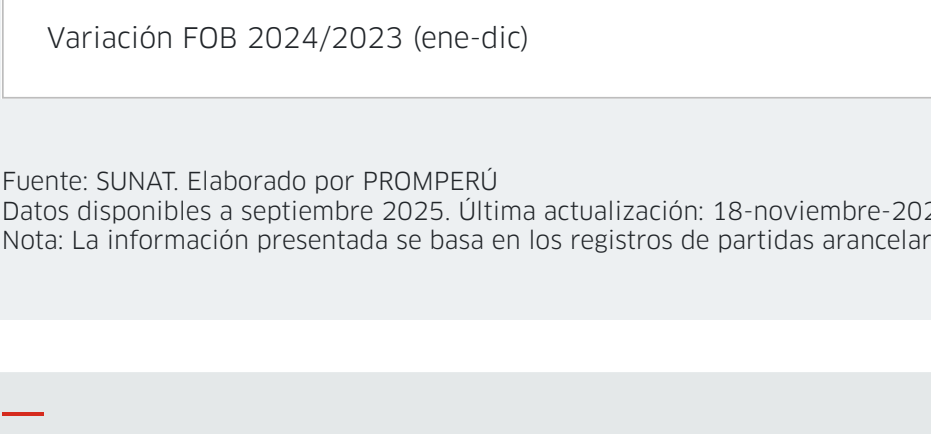 Variación FOB 2024/2023 (ene-dic)
Fuente: SUNAT. Elaborado por PROMPERÚ
Datos disponibles a septiembre 2025. Última actualización: 18-noviembre-202
Nota: La información presentada se basa en los registros de partidas arancelar